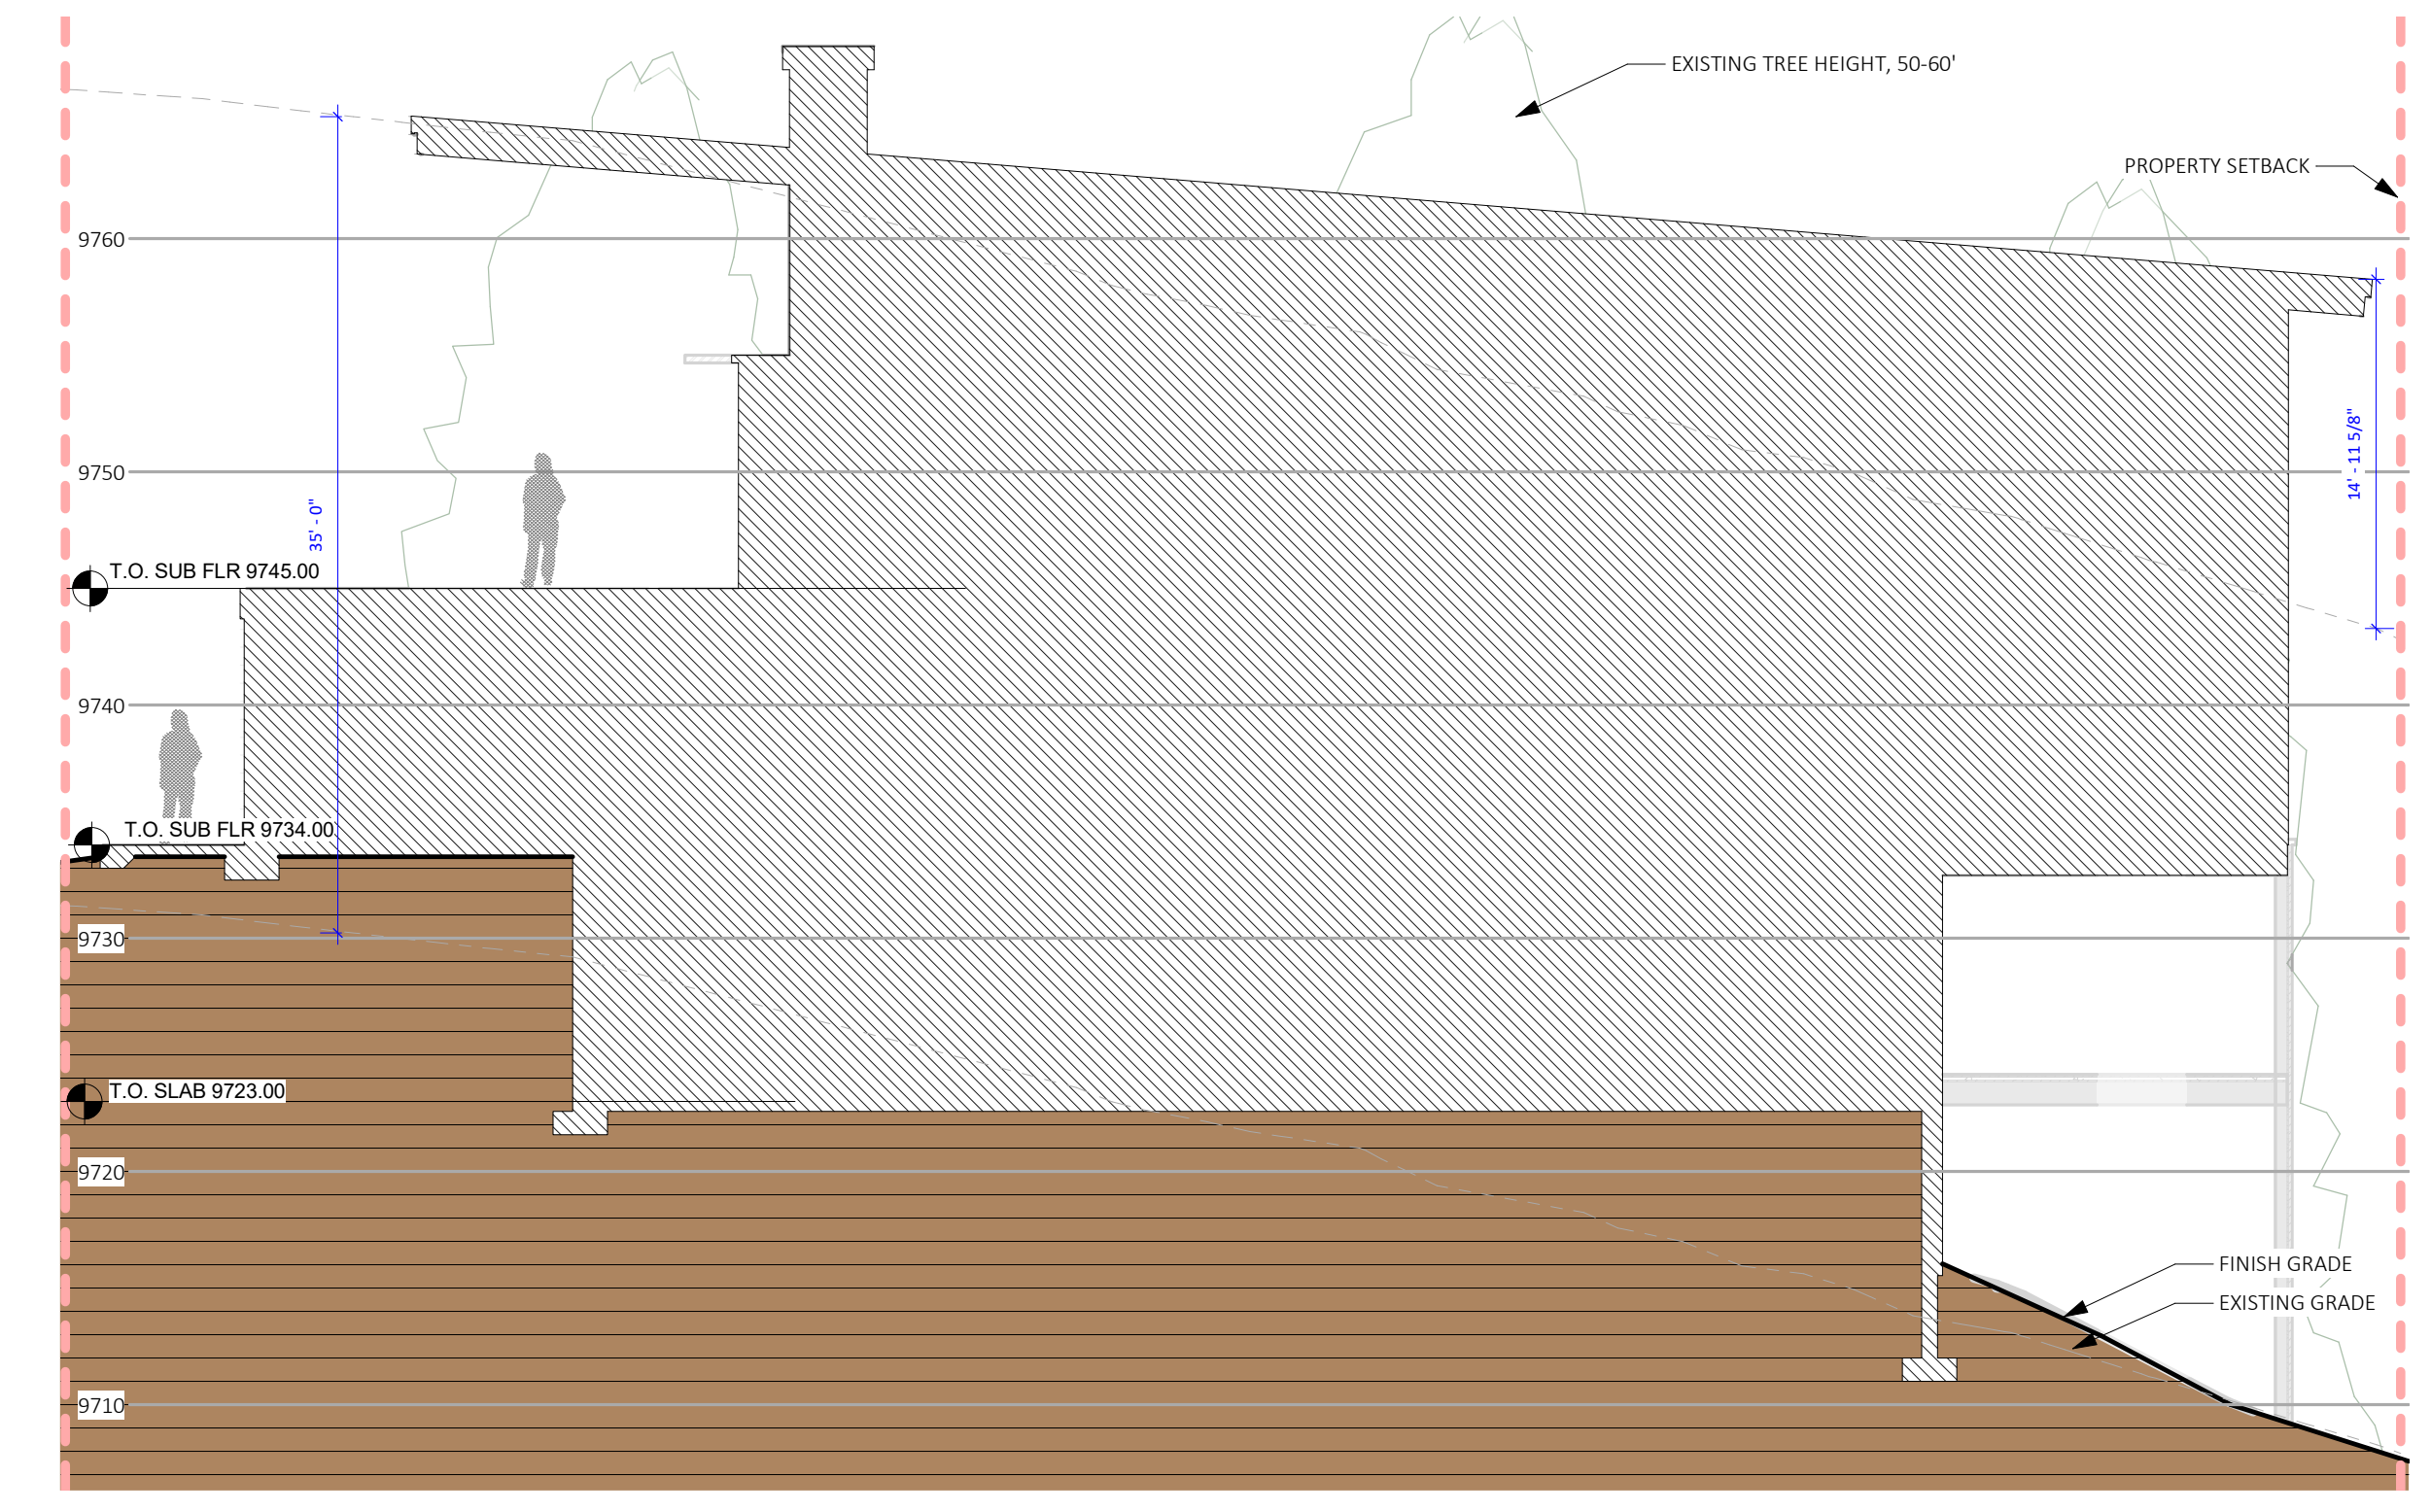 EXISTING TREE HEIGHT, 50-60'
PROPERTY SETBACK
9760
9750
14' - 11 5/8"
35' - 0"
T.O. SUB FLR 9745.00
9740
T.O. SUB FLR 9734.00
9730
T.O. SLAB 9723.00
9720
FINISH GRADE
EXISTING GRADE
9710